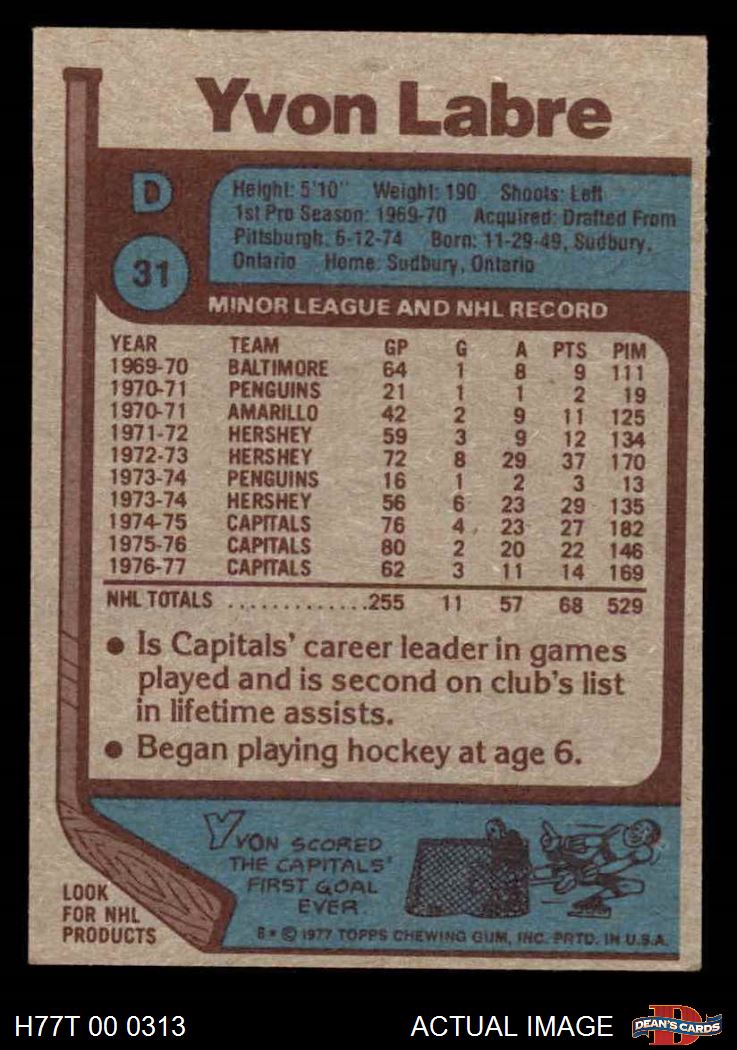 Yvon Labre
D
31
Height: 5'10" Weight: 190 Shoots: Left
1st Pro Season: 1969-70 Acquired: Drafted From
Pittsburgh, 6-12-74 Born: 11-29-49, Sudbury,
Ontario Home: Sudbury, Ontario
MINOR LEAGUE AND NHL RECORD
YEAR TEAM GP G A PTS PIM
1969-70 BALTIMORE 64 1 8 9 111
1970-71 PENGUINS 21 1 1 2 19
1970-71 AMARILLO 42 2 9 11 125
1971-72 HERSHEY 59 3 9 12 134
1972-73 HERSHEY 72 8 29 37 170
1973-74 PENGUINS 16 1 2 3 13
1973-74 HERSHEY 56 6 23 29 135
1974-75 CAPITALS 76 4 23 27 182
1975-76 CAPITALS 80 2 20 22 146
1976-77 CAPITALS 62 3 11 14 169
NHL TOTALS ..............255 11 57 68 529
● Is Capitals' career leader in games
played and is second on club's list
in lifetime assists.
● Began playing hockey at age 6.
YVON SCORED
THE CAPITALS'
FIRST GOAL
EVER.
LOOK
FOR NHL
PRODUCTS
B* © 1977 TOPPS CHEWING GUM, INC. PRTD. IN U.S.A.
H77T 00 0313 ACTUAL IMAGE
D
DEAN'S CARDS